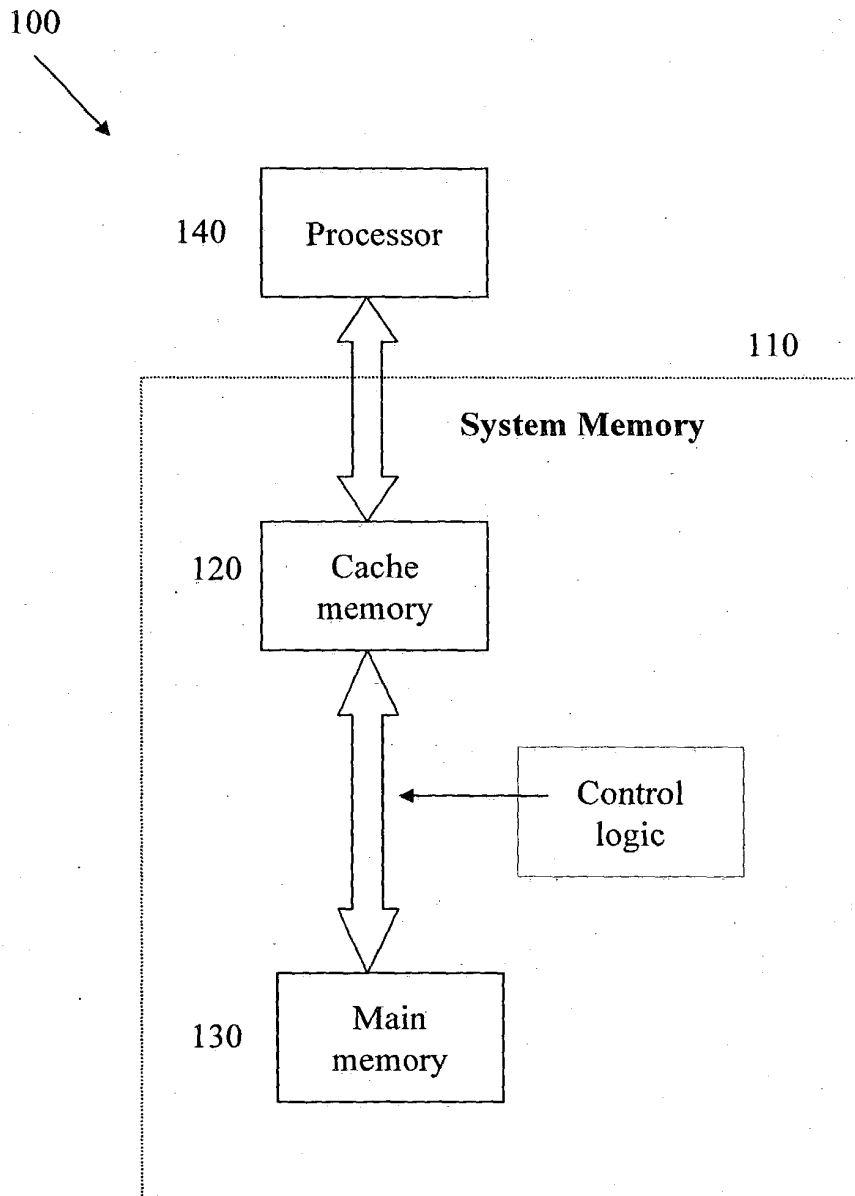 100
140
Processor
110
System Memory
120
Cache
memory
Control
logic
130
Main
memory